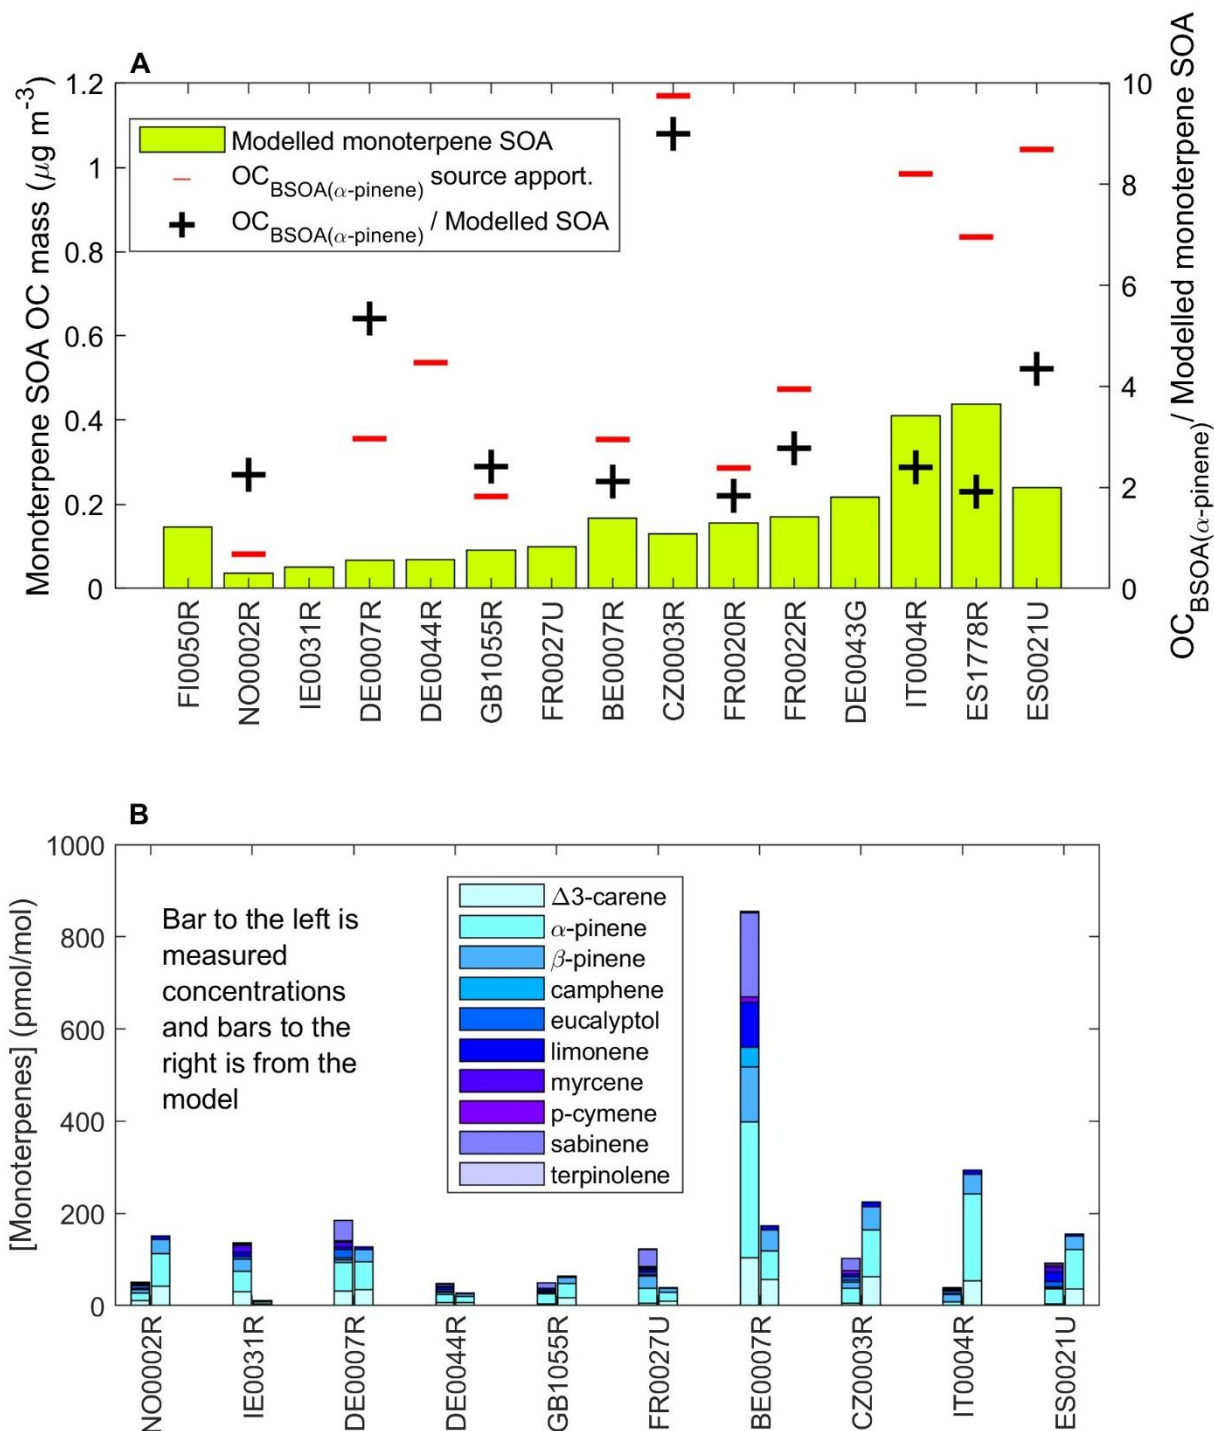 A
Monoterpene SOA OC mass (μg m-3)
1.2
1
0.8
0.6
0.4
0.2
0
Modelled monoterpene SOA
OCBSOA(α-pinene) source apport.
OCBSOA(α-pinene) / Modelled SOA
10
8
6
4
2
0
OCBSOA(α-pinene)/ Modelled monoterpene SOA
FI0050R
NO0002R
IE0031R
DE0007R
DE0044R
GB1055R
FR0027U
BE0007R
CZ0003R
FR0020R
FR0022R
DE0043G
IT0004R
ES1778R
ES0021U
B
[Monoterpenes] (pmol/mol)
1000
800
600
400
200
0
Bar to the left is
measured
concentrations
and bars to the
right is from the
model
Δ3-carene
α-pinene
β-pinene
camphene
eucalyptol
limonene
myrcene
p-cymene
sabinene
terpinolene
NO0002R
IE0031R
DE0007R
DE0044R
GB1055R
FR0027U
BE0007R
CZ0003R
IT0004R
ES0021U